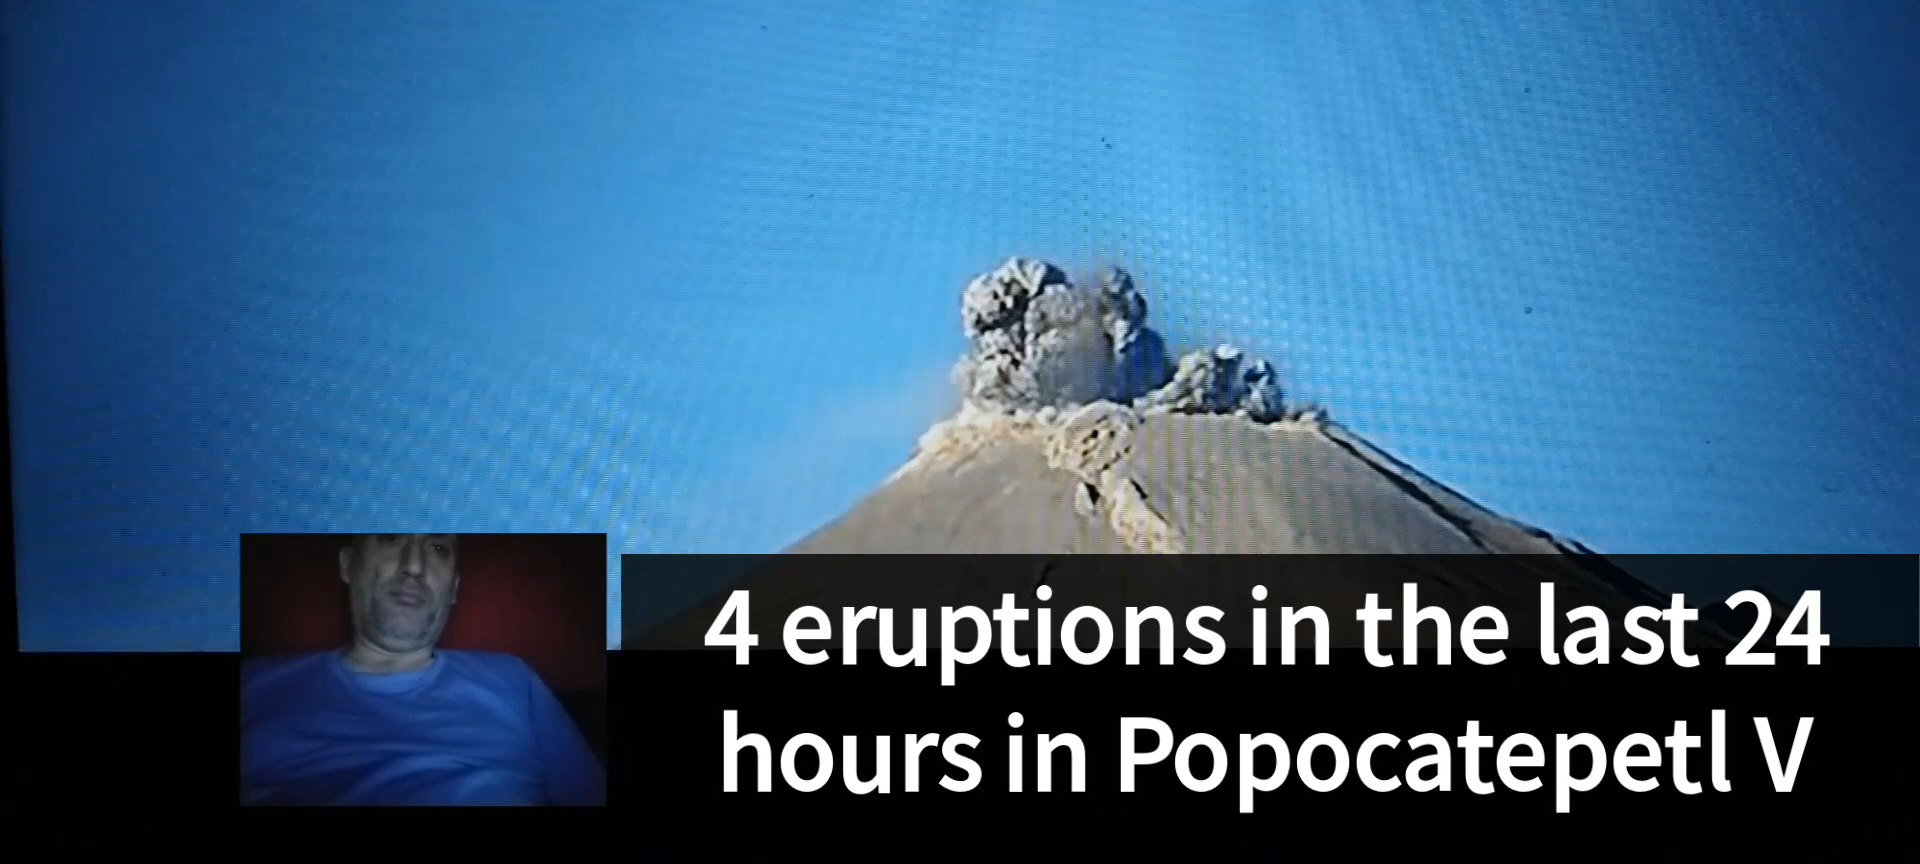 4 eruptions in the last 24
hours in Popocatepetl V